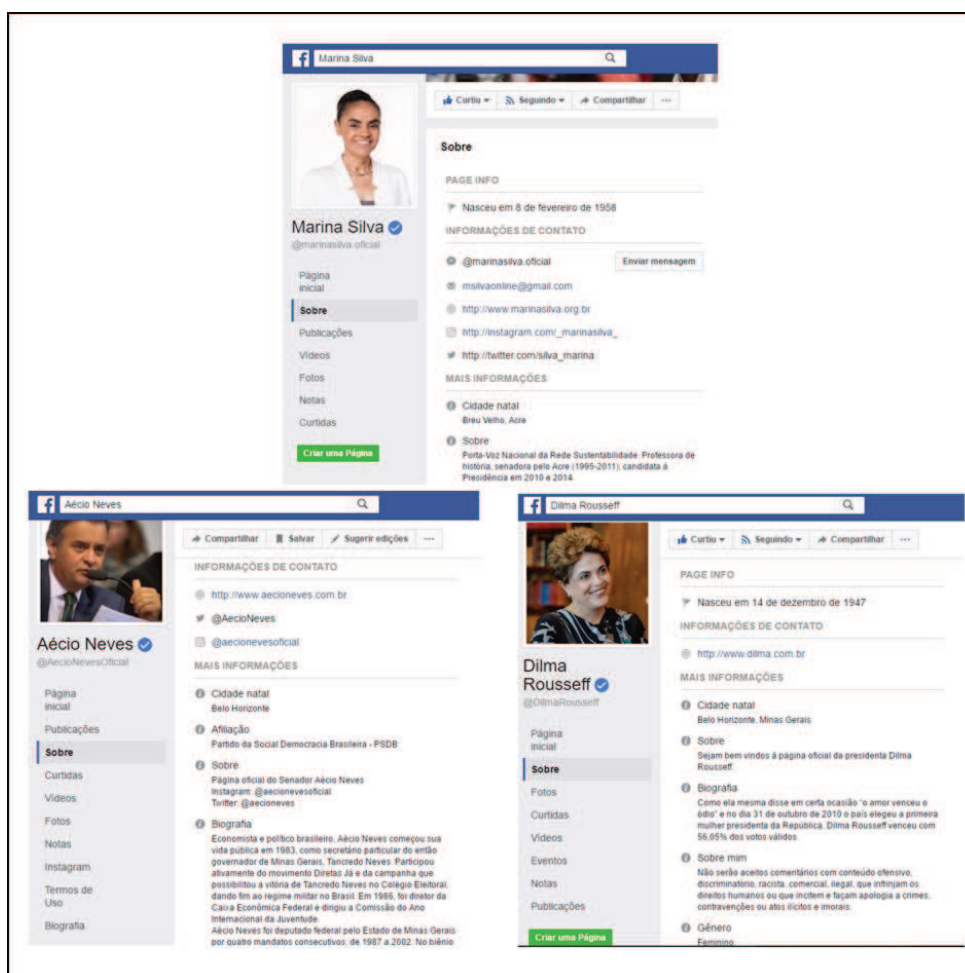 Marina Silva
Curtiu
Seguindo
Compartilhar
Sobre
PAGE INFO
Nasceu em 8 de fevereiro de 1958
Marina Silva
@marinasilva.oficial
INFORMAÇÕES DE CONTATO
@marinasilva.oficial
Enviar mensagem
msilvaonline@gmail.com
http://www.marinasilva.org.br
http://instagram.com/_marinasilva_
http://twitter.com/silva_marina
Página
inicial
Sobre
Publicações
Vídeos
Fotos
Notas
Curtidas
Criar uma Página
MAIS INFORMAÇÕES
Cidade natal
Breu Velho, Acre
Sobre
Porta-Voz Nacional da Rede Sustentabilidade. Professora de
história, senadora pelo Acre (1995-2011), candidata à
Presidência em 2010 e 2014.
Aécio Neves
Compartilhar
Salvar
Sugerir edições
Aécio Neves
@AecioNevesOficial
Página
inicial
Publicações
Sobre
Curtidas
Vídeos
Fotos
Notas
Instagram
Termos de
Uso
Biografia
INFORMAÇÕES DE CONTATO
http://www.aecioneves.com.br
@AecioNeves
@aecionevesoficial
MAIS INFORMAÇÕES
Cidade natal
Belo Horizonte
Afiliação
Partido da Social Democracia Brasileira - PSDB
Sobre
Página oficial do Senador Aécio Neves
Instagram: @aecionevesoficial
Twitter: @aecioneves
Biografia
Economista e político brasileiro. Aécio Neves começou sua
vida pública em 1983, como secretário particular do então
governador de Minas Gerais, Tancredo Neves. Participou
ativamente do movimento Diretas Já e da campanha que
possibilitou a vitória de Tancredo Neves no Colégio Eleitoral,
dando fim ao regime militar no Brasil. Em 1986, foi diretor da
Caixa Econômica Federal e dirigiu a Comissão do Ano
Internacional da Juventude.
Aécio Neves foi deputado federal pelo Estado de Minas Gerais
por quatro mandatos consecutivos, de 1987 a 2002. No biênio
Dilma Rousseff
Curtiu
Seguindo
Compartilhar
Dilma
Rousseff
@DilmaRousseff
Página
inicial
Sobre
Fotos
Curtidas
Vídeos
Eventos
Notas
Publicações
Criar uma Página
PAGE INFO
Nasceu em 14 de dezembro de 1947
INFORMAÇÕES DE CONTATO
http://www.dilma.com.br
MAIS INFORMAÇÕES
Cidade natal
Belo Horizonte, Minas Gerais
Sobre
Sejam bem vindos á pagina oficial da presidenta Dilma
Rousseff.
Biografia
Como ela mesma disse em certa ocasião "o amor venceu o
ódio" e no dia 31 de outubro de 2010 o país elegeu a primeira
mulher presidenta da República. Dilma Rousseff venceu com
56,05% dos votos válidos.
Sobre mim
Não serão aceitos comentários com conteúdo ofensivo,
discriminatório, racista, comercial, ilegal, que infrinjam os
direitos humanos ou que incitem e façam apologia a crimes,
contravenções ou atos ilícitos e imorais.
Gênero
Feminino